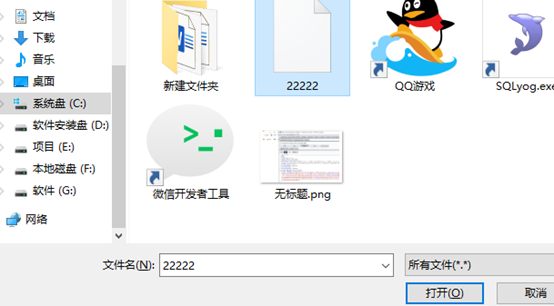 文档
下载
音乐
桌面
系统盘 (C:)
软件安装盘 (D:)
项目 (E:)
本地磁盘 (F:)
软件 (G:)
网络
新建文件夹
22222
QQ游戏
SQLyog.exe
微信开发者工具
无标题.png
文件名(N):
22222
所有文件(*.*)
打开(O)
取消